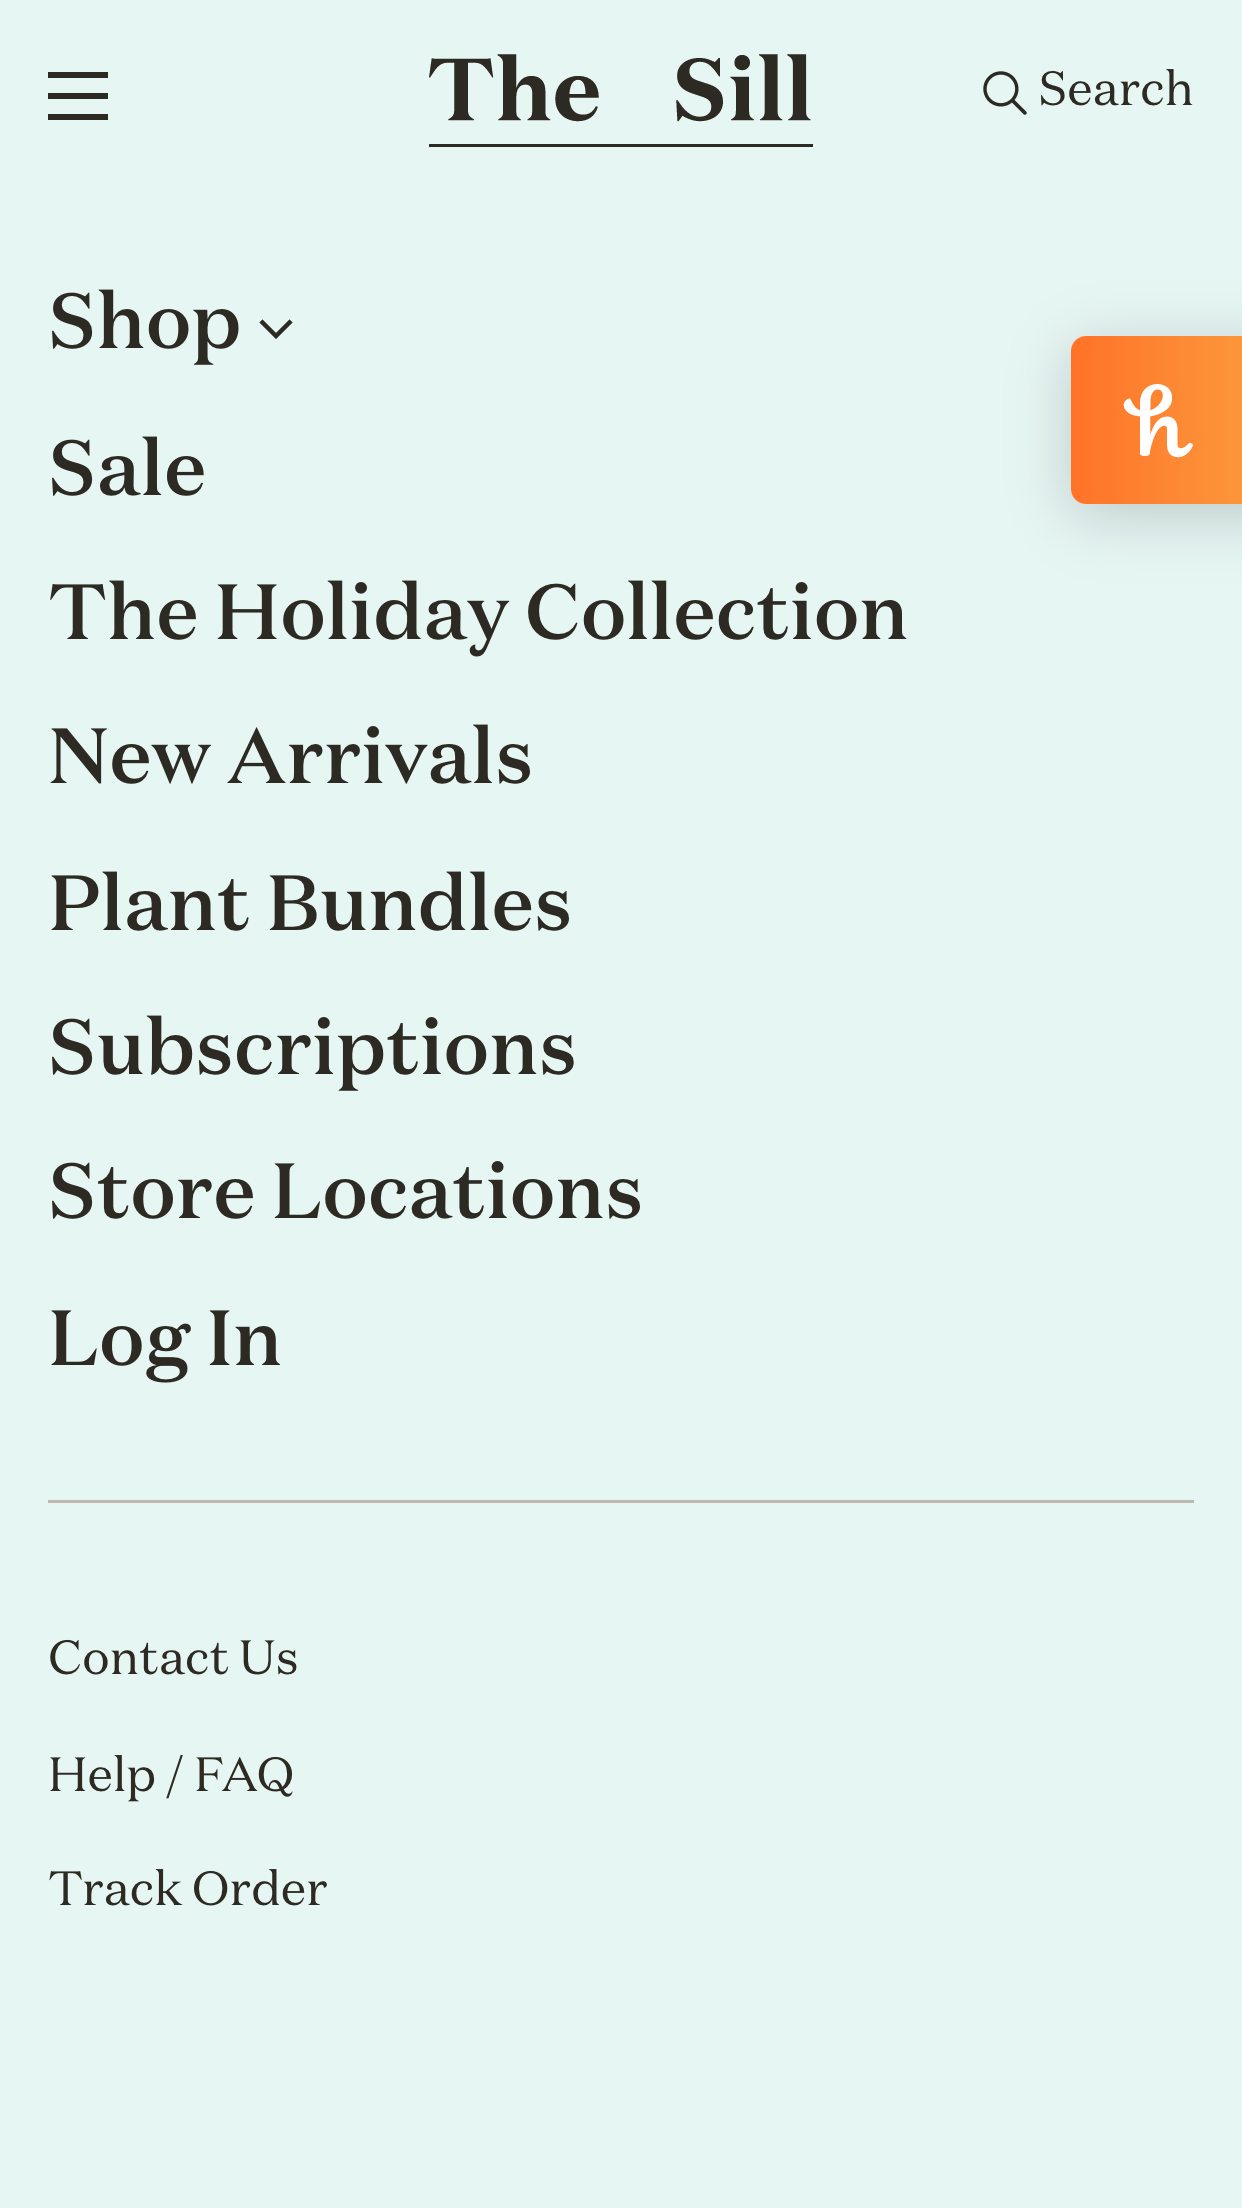 The Sill
Search
Shop
Sale
The Holiday Collection
New Arrivals
Plant Bundles
Subscriptions
Store Locations
Log In
Contact Us
Help / FAQ
Track Order